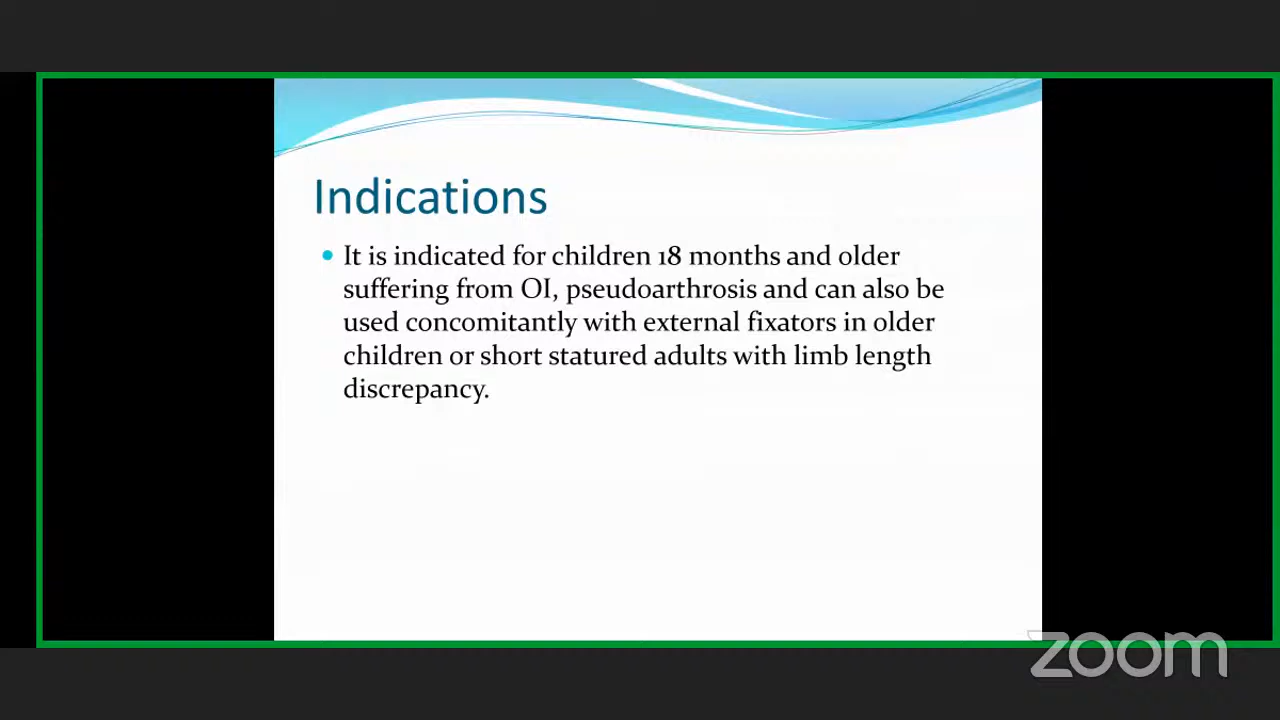 Indications
It is indicated for children 18 months and older
suffering from OI, pseudoarthrosis and can also be
used concomitantly with external fixators in older
children or short statured adults with limb length
discrepancy.
zoom